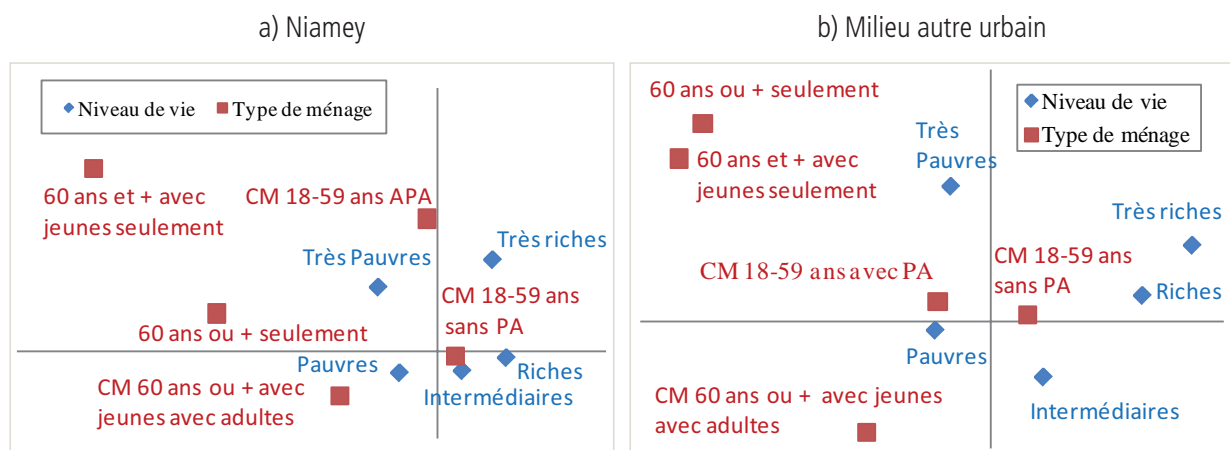 a) Niamey
Niveau de vie
Type de ménage
60 ans et + avec
jeunes seulement
CM 18-59 ans APA
Très riches
Très Pauvres
CM 18-59 ans
sans PA
60 ans ou + seulement
Pauvres
Riches
Intermédiaires
CM 60 ans ou + avec
jeunes avec adultes
b) Milieu autre urbain
60 ans ou + seulement
Niveau de vie
Type de ménage
Très
Pauvres
60 ans et + avec
jeunes seulement
Très riches
CM 18-59 ans avec PA
CM 18-59 ans
sans PA
Riches
Pauvres
CM 60 ans ou + avec jeunes
avec adultes
Intermédiaires